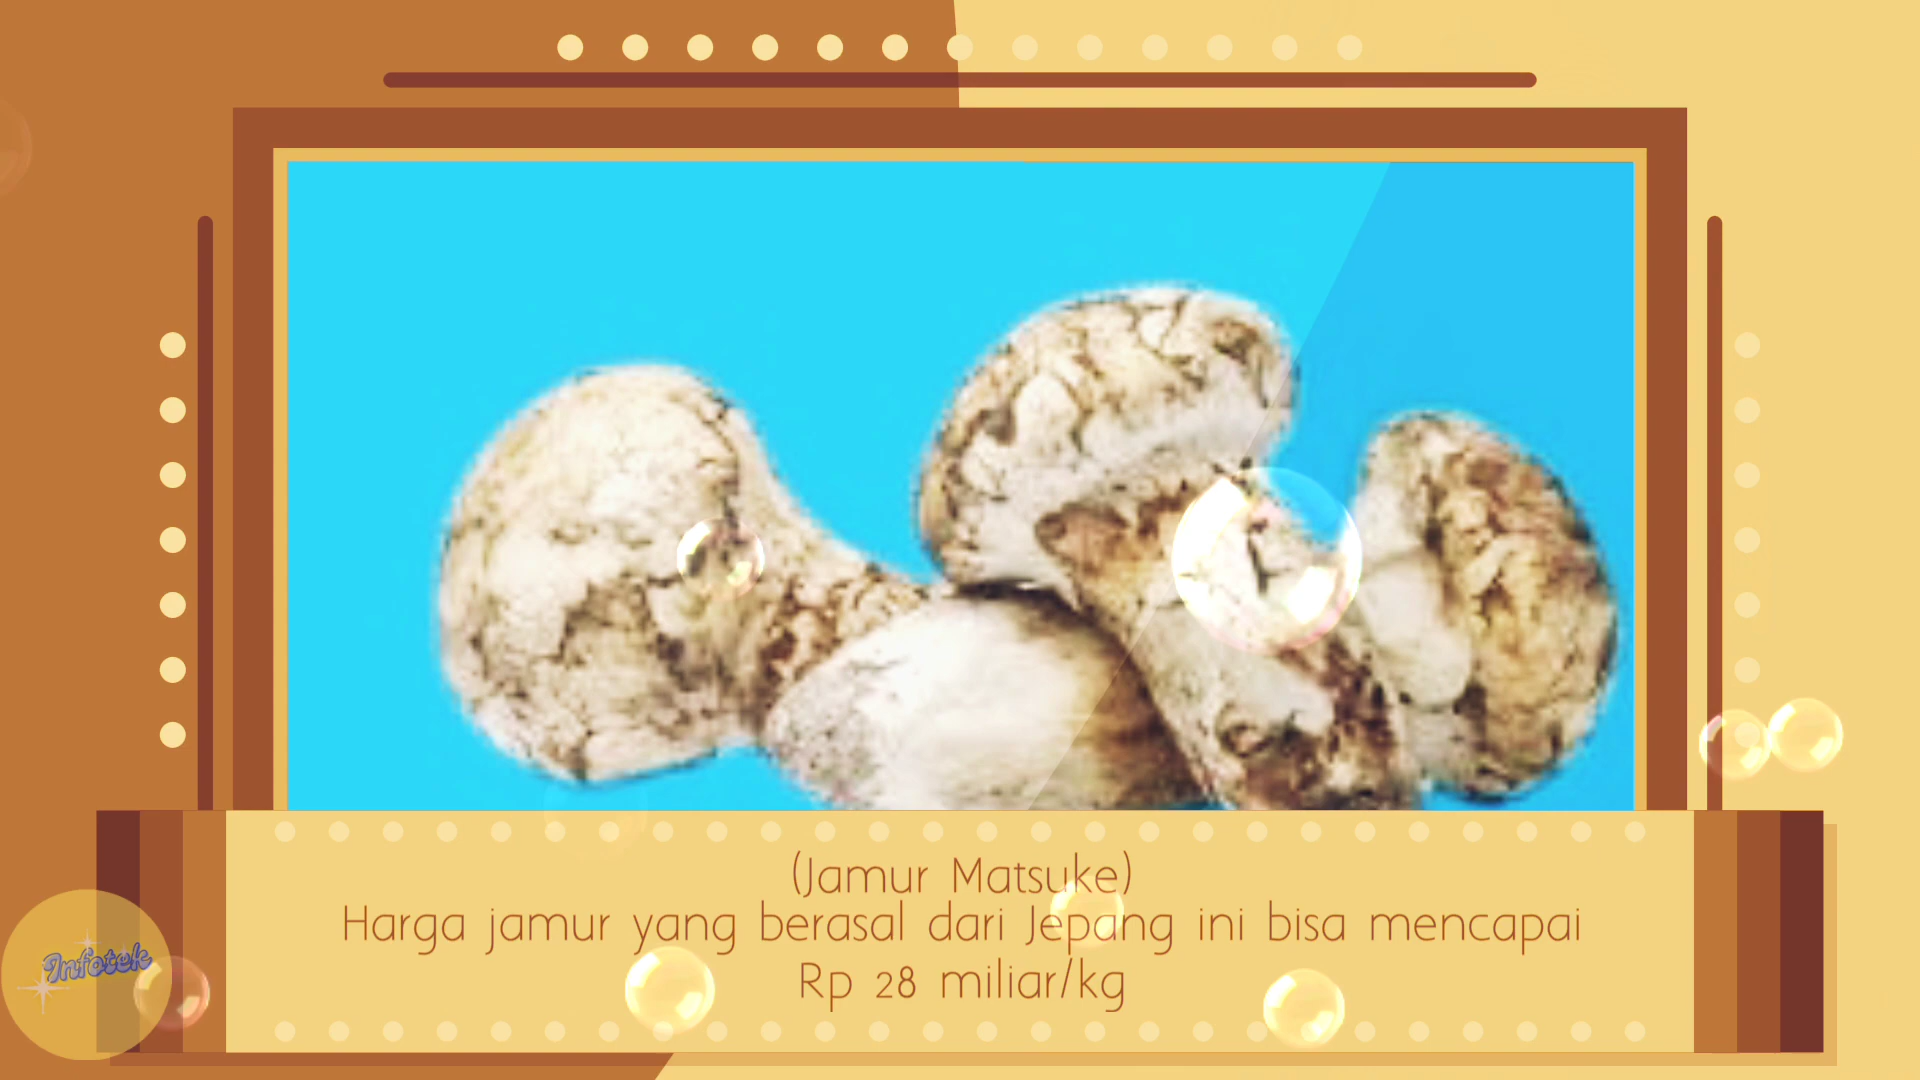 (Jamur Matsuke)
Harga jamur yang berasal dari Jepang ini bisa mencapai
Rp 28 miliar/kg
Infotek